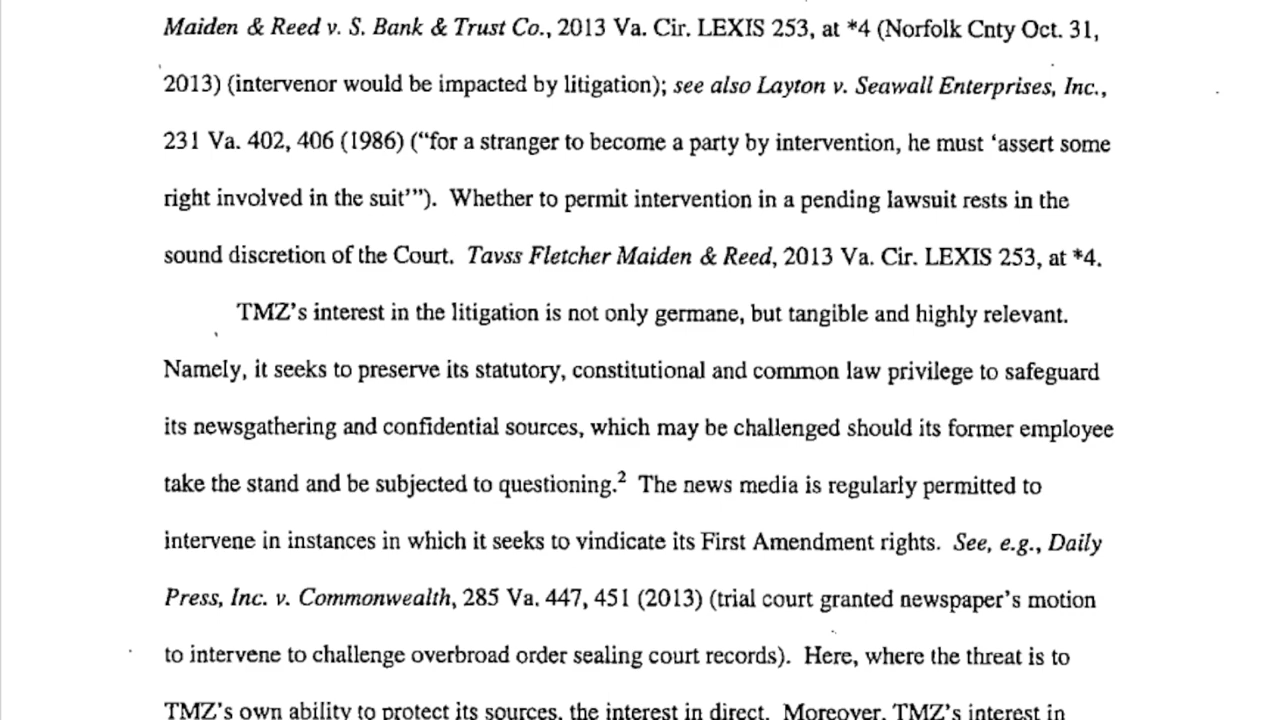 Maiden & Reed v. S. Bank & Trust Co., 2013 Va. Cir. LEXIS 253, at *4 (Norfolk Cnty Oct. 31,
2013) (intervenor would be impacted by litigation); see also Layton v. Seawall Enterprises, Inc.,
231 Va. 402, 406 (1986) (“for a stranger to become a party by intervention, he must ‘assert some
right involved in the suit’”). Whether to permit intervention in a pending lawsuit rests in the
sound discretion of the Court. Tavss Fletcher Maiden & Reed, 2013 Va. Cir. LEXIS 253, at *4.
TMZ’s interest in the litigation is not only germane, but tangible and highly relevant.
Namely, it seeks to preserve its statutory, constitutional and common law privilege to safeguard
its newsgathering and confidential sources, which may be challenged should its former employee
take the stand and be subjected to questioning.2 The news media is regularly permitted to
intervene in instances in which it seeks to vindicate its First Amendment rights. See, e.g., Daily
Press, Inc. v. Commonwealth, 285 Va. 447, 451 (2013) (trial court granted newspaper’s motion
to intervene to challenge overbroad order sealing court records). Here, where the threat is to
TMZ’s own ability to protect its sources, the interest in direct. Moreover, TMZ’s interest in